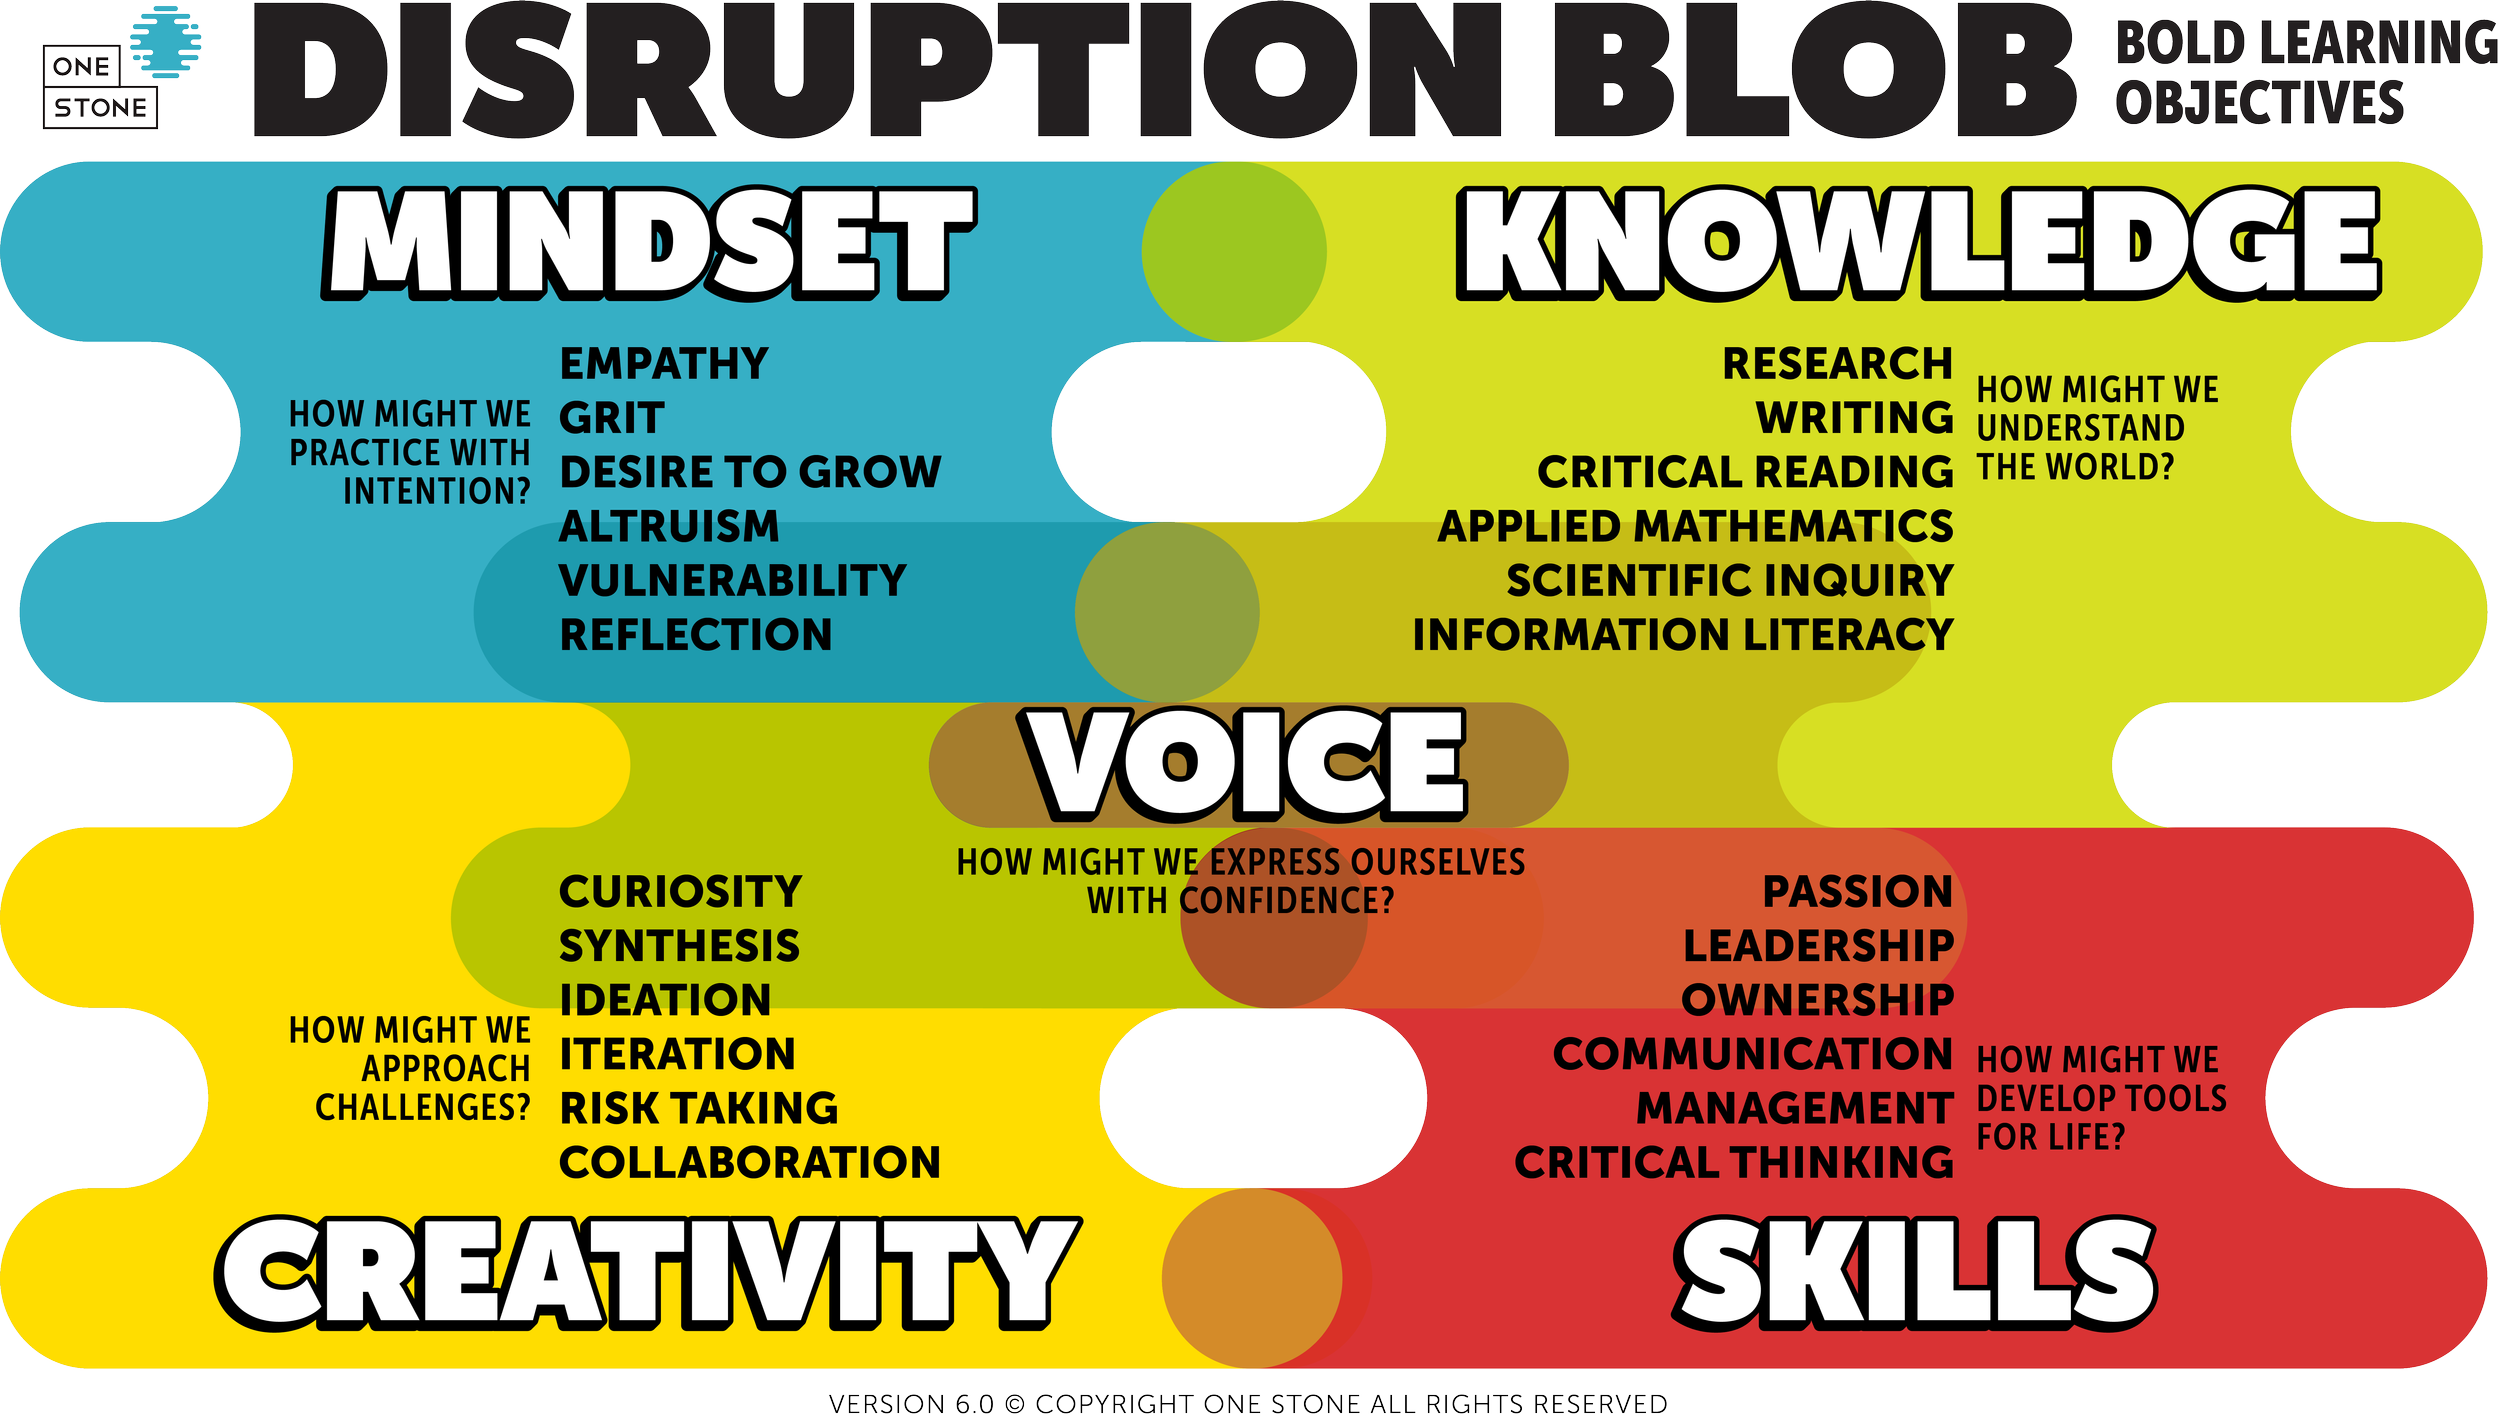 ONE
STONE
DISRUPTION BLOB
BOLD LEARNING
OBJECTIVES
MINDSET
HOW MIGHT WE
PRACTICE WITH
INTENTION?
EMPATHY
GRIT
DESIRE TO GROW
ALTRUISM
VULNERABILITY
REFLECTION
KNOWLEDGE
RESEARCH
WRITING
CRITICAL READING
APPLIED MATHEMATICS
SCIENTIFIC INQUIRY
INFORMATION LITERACY
HOW MIGHT WE
UNDERSTAND
THE WORLD?
VOICE
HOW MIGHT WE EXPRESS OURSELVES
WITH CONFIDENCE?
CURIOSITY
SYNTHESIS
IDEATION
ITERATION
RISK TAKING
COLLABORATION
HOW MIGHT WE
APPROACH
CHALLENGES?
CREATIVITY
PASSION
LEADERSHIP
OWNERSHIP
COMMUNICATION
MANAGEMENT
CRITICAL THINKING
HOW MIGHT WE
DEVELOP TOOLS
FOR LIFE?
SKILLS
VERSION 6.0 © COPYRIGHT ONE STONE ALL RIGHTS RESERVED